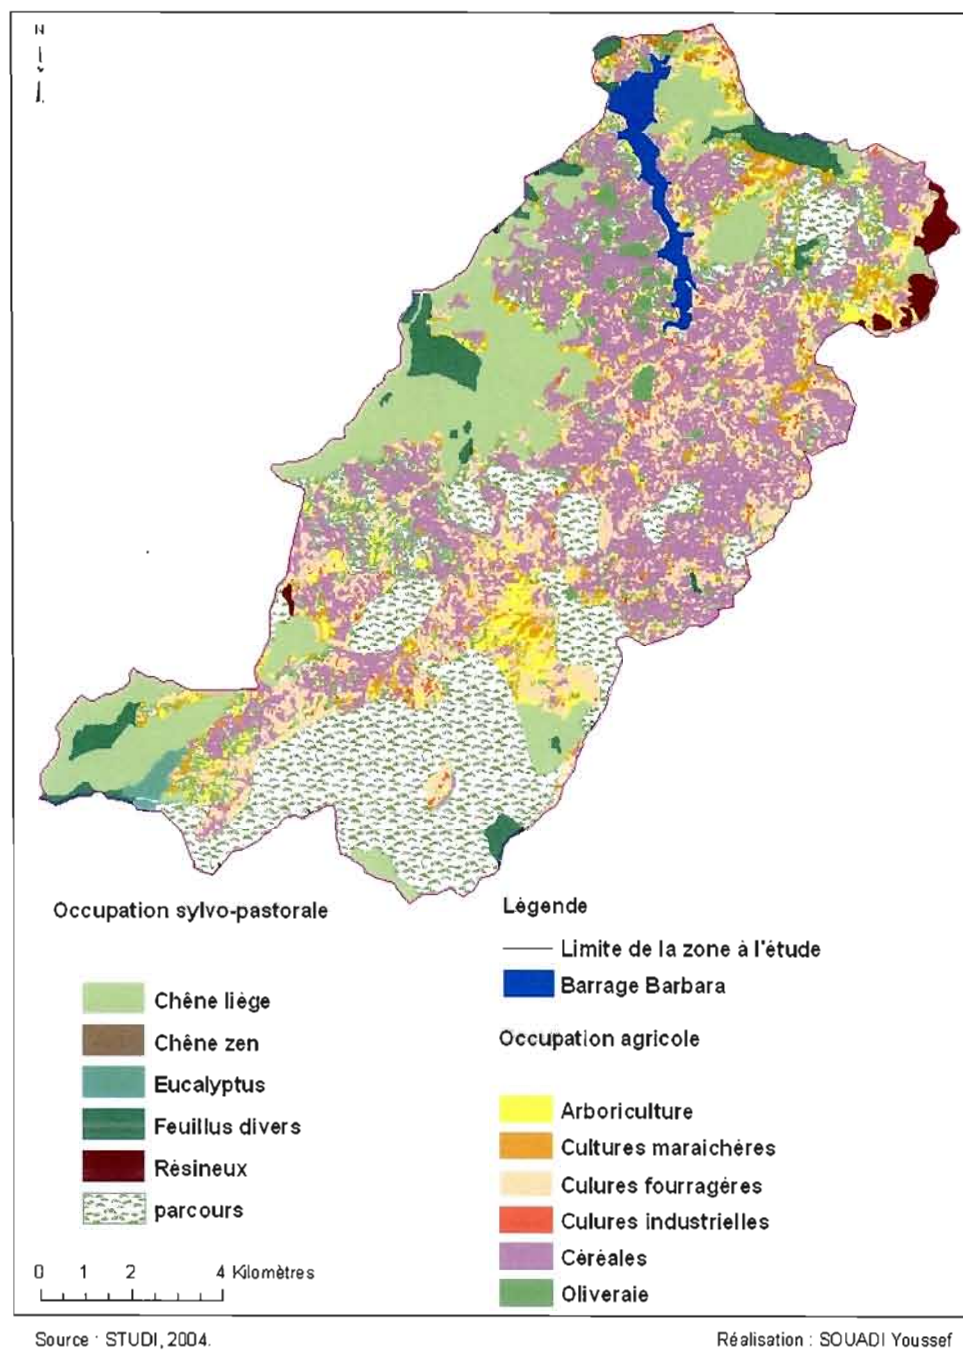 N
Occupation sylvo-pastorale
Chêne liège
Chêne zen
Eucalyptus
Feuillus divers
Résineux
parcours
0 1 2 4 Kilomètres
Légende
Limite de la zone à l'étude
Barrage Barbara
Occupation agricole
Arboriculture
Cultures maraichères
Culures fourragères
Culures industrielles
Céréales
Oliveraie
Source : STUDI, 2004.
Réalisation : SOUADI Youssef